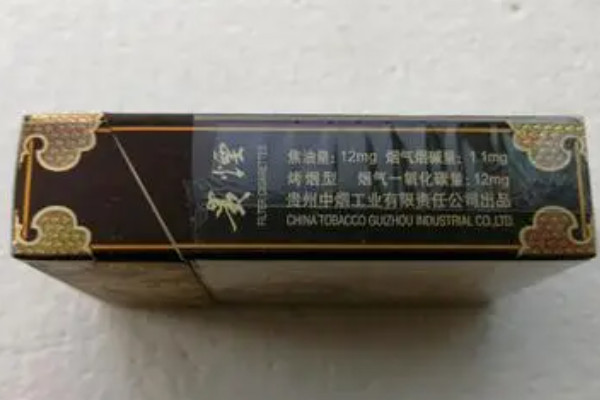 貴煙
FILTER CIGARETTES
焦油量: 12mg 烟气烟碱量: 1.1mg
烤烟型 烟气一氧化碳量: 12mg
贵州中烟工业有限责任公司出品
CHINA TOBACCO GUIZHOU INDUSTRIAL CO.,LTD.